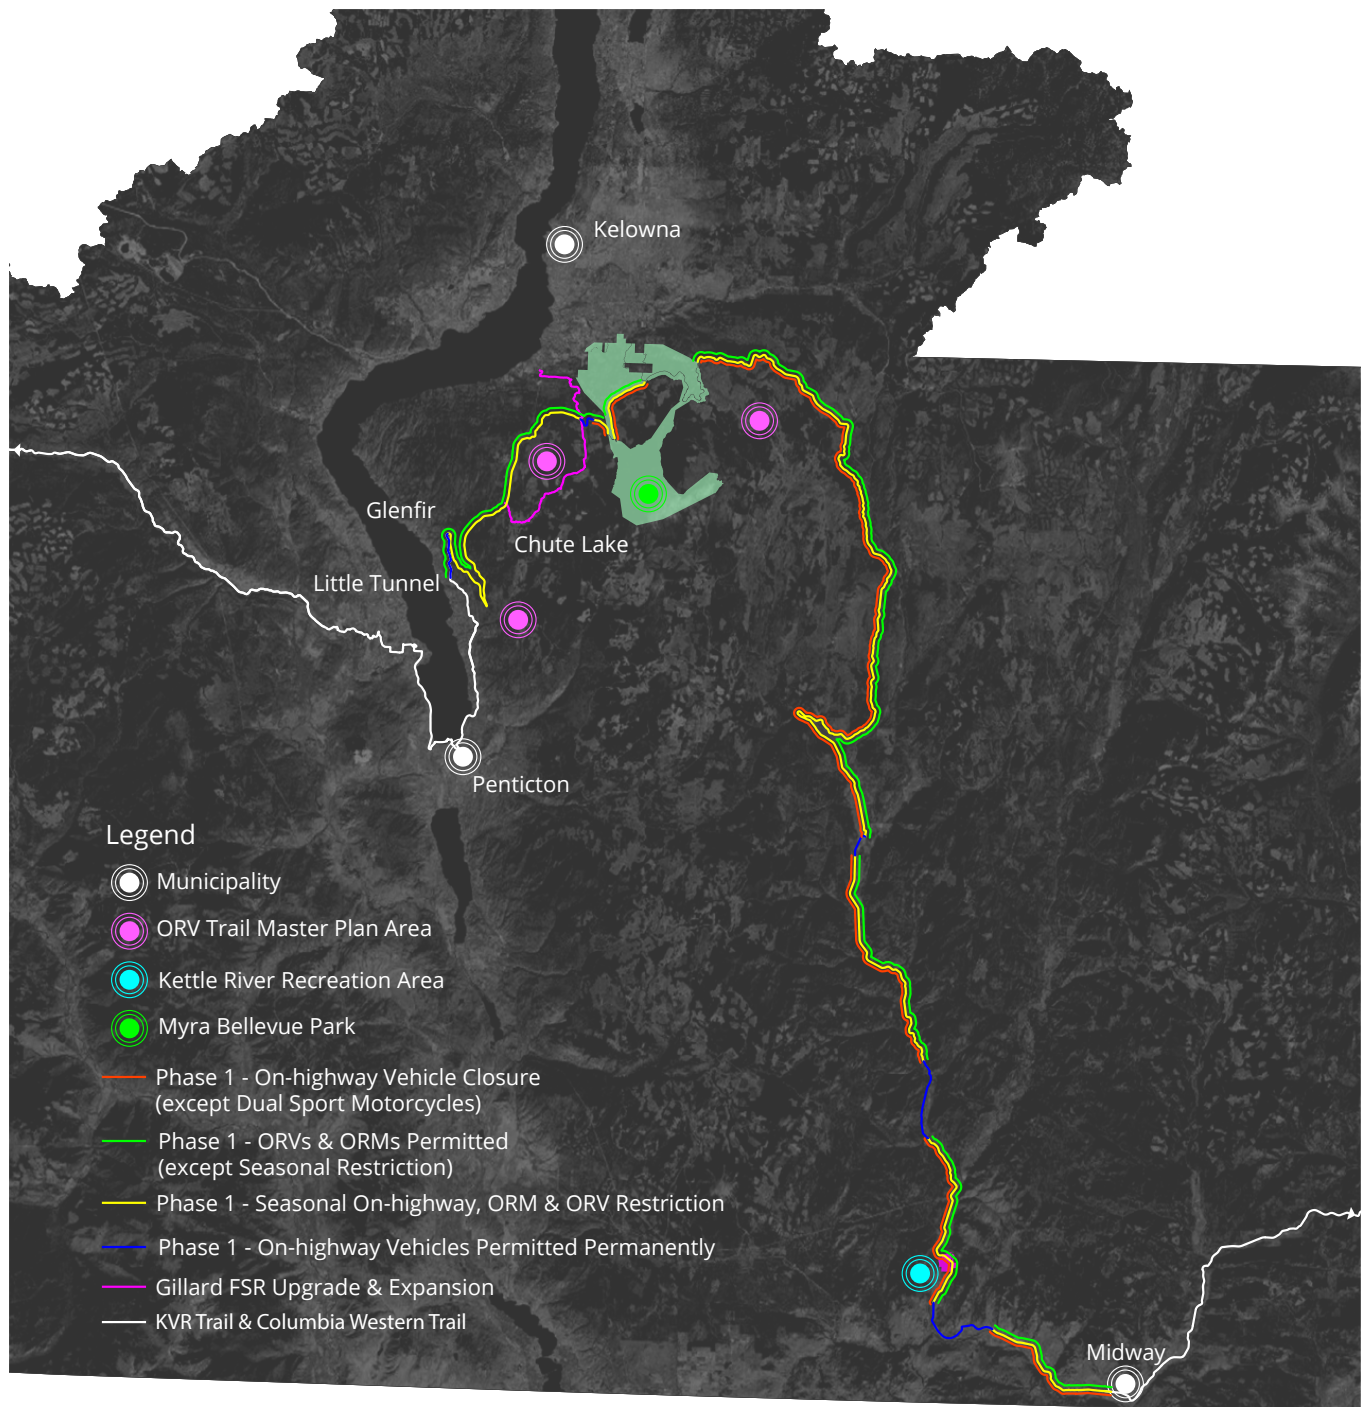 Kelowna
Glenfir
Chute Lake
Little Tunnel
Penticton
Legend
Municipality
ORV Trail Master Plan Area
Kettle River Recreation Area
Myra Bellevue Park
Phase 1 - On-highway Vehicle Closure
(except Dual Sport Motorcycles)
Phase 1 - ORVs & ORMs Permitted
(except Seasonal Restriction)
Phase 1 - Seasonal On-highway, ORM & ORV Restriction
Phase 1 - On-highway Vehicles Permitted Permanently
Gillard FSR Upgrade & Expansion
KVR Trail & Columbia Western Trail
Midway